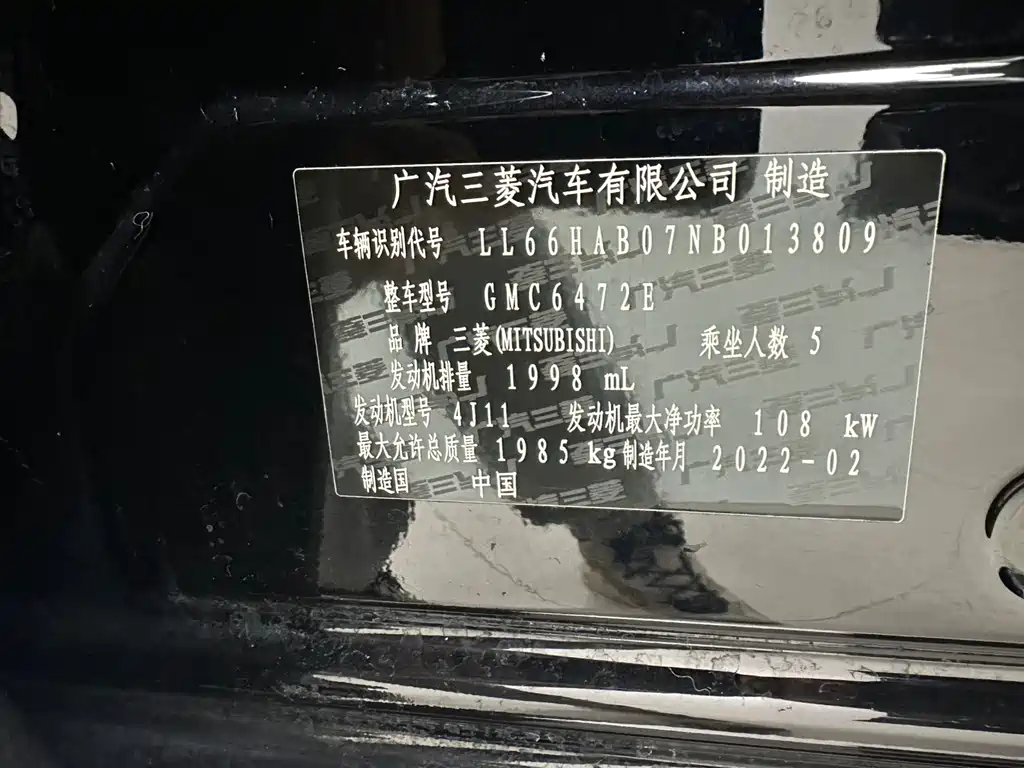 广汽三菱汽车有限公司 制造
车辆识别代号 LL66HAB07NB013809
整车型号 GMC6472E
品牌 三菱(MITSUBISHI) 乘坐人数 5
发动机排量 1998 mL
发动机型号 4J11 发动机最大净功率 108 kW
最大允许总质量 1985 kg 制造年月 2022-02
制造国 中国